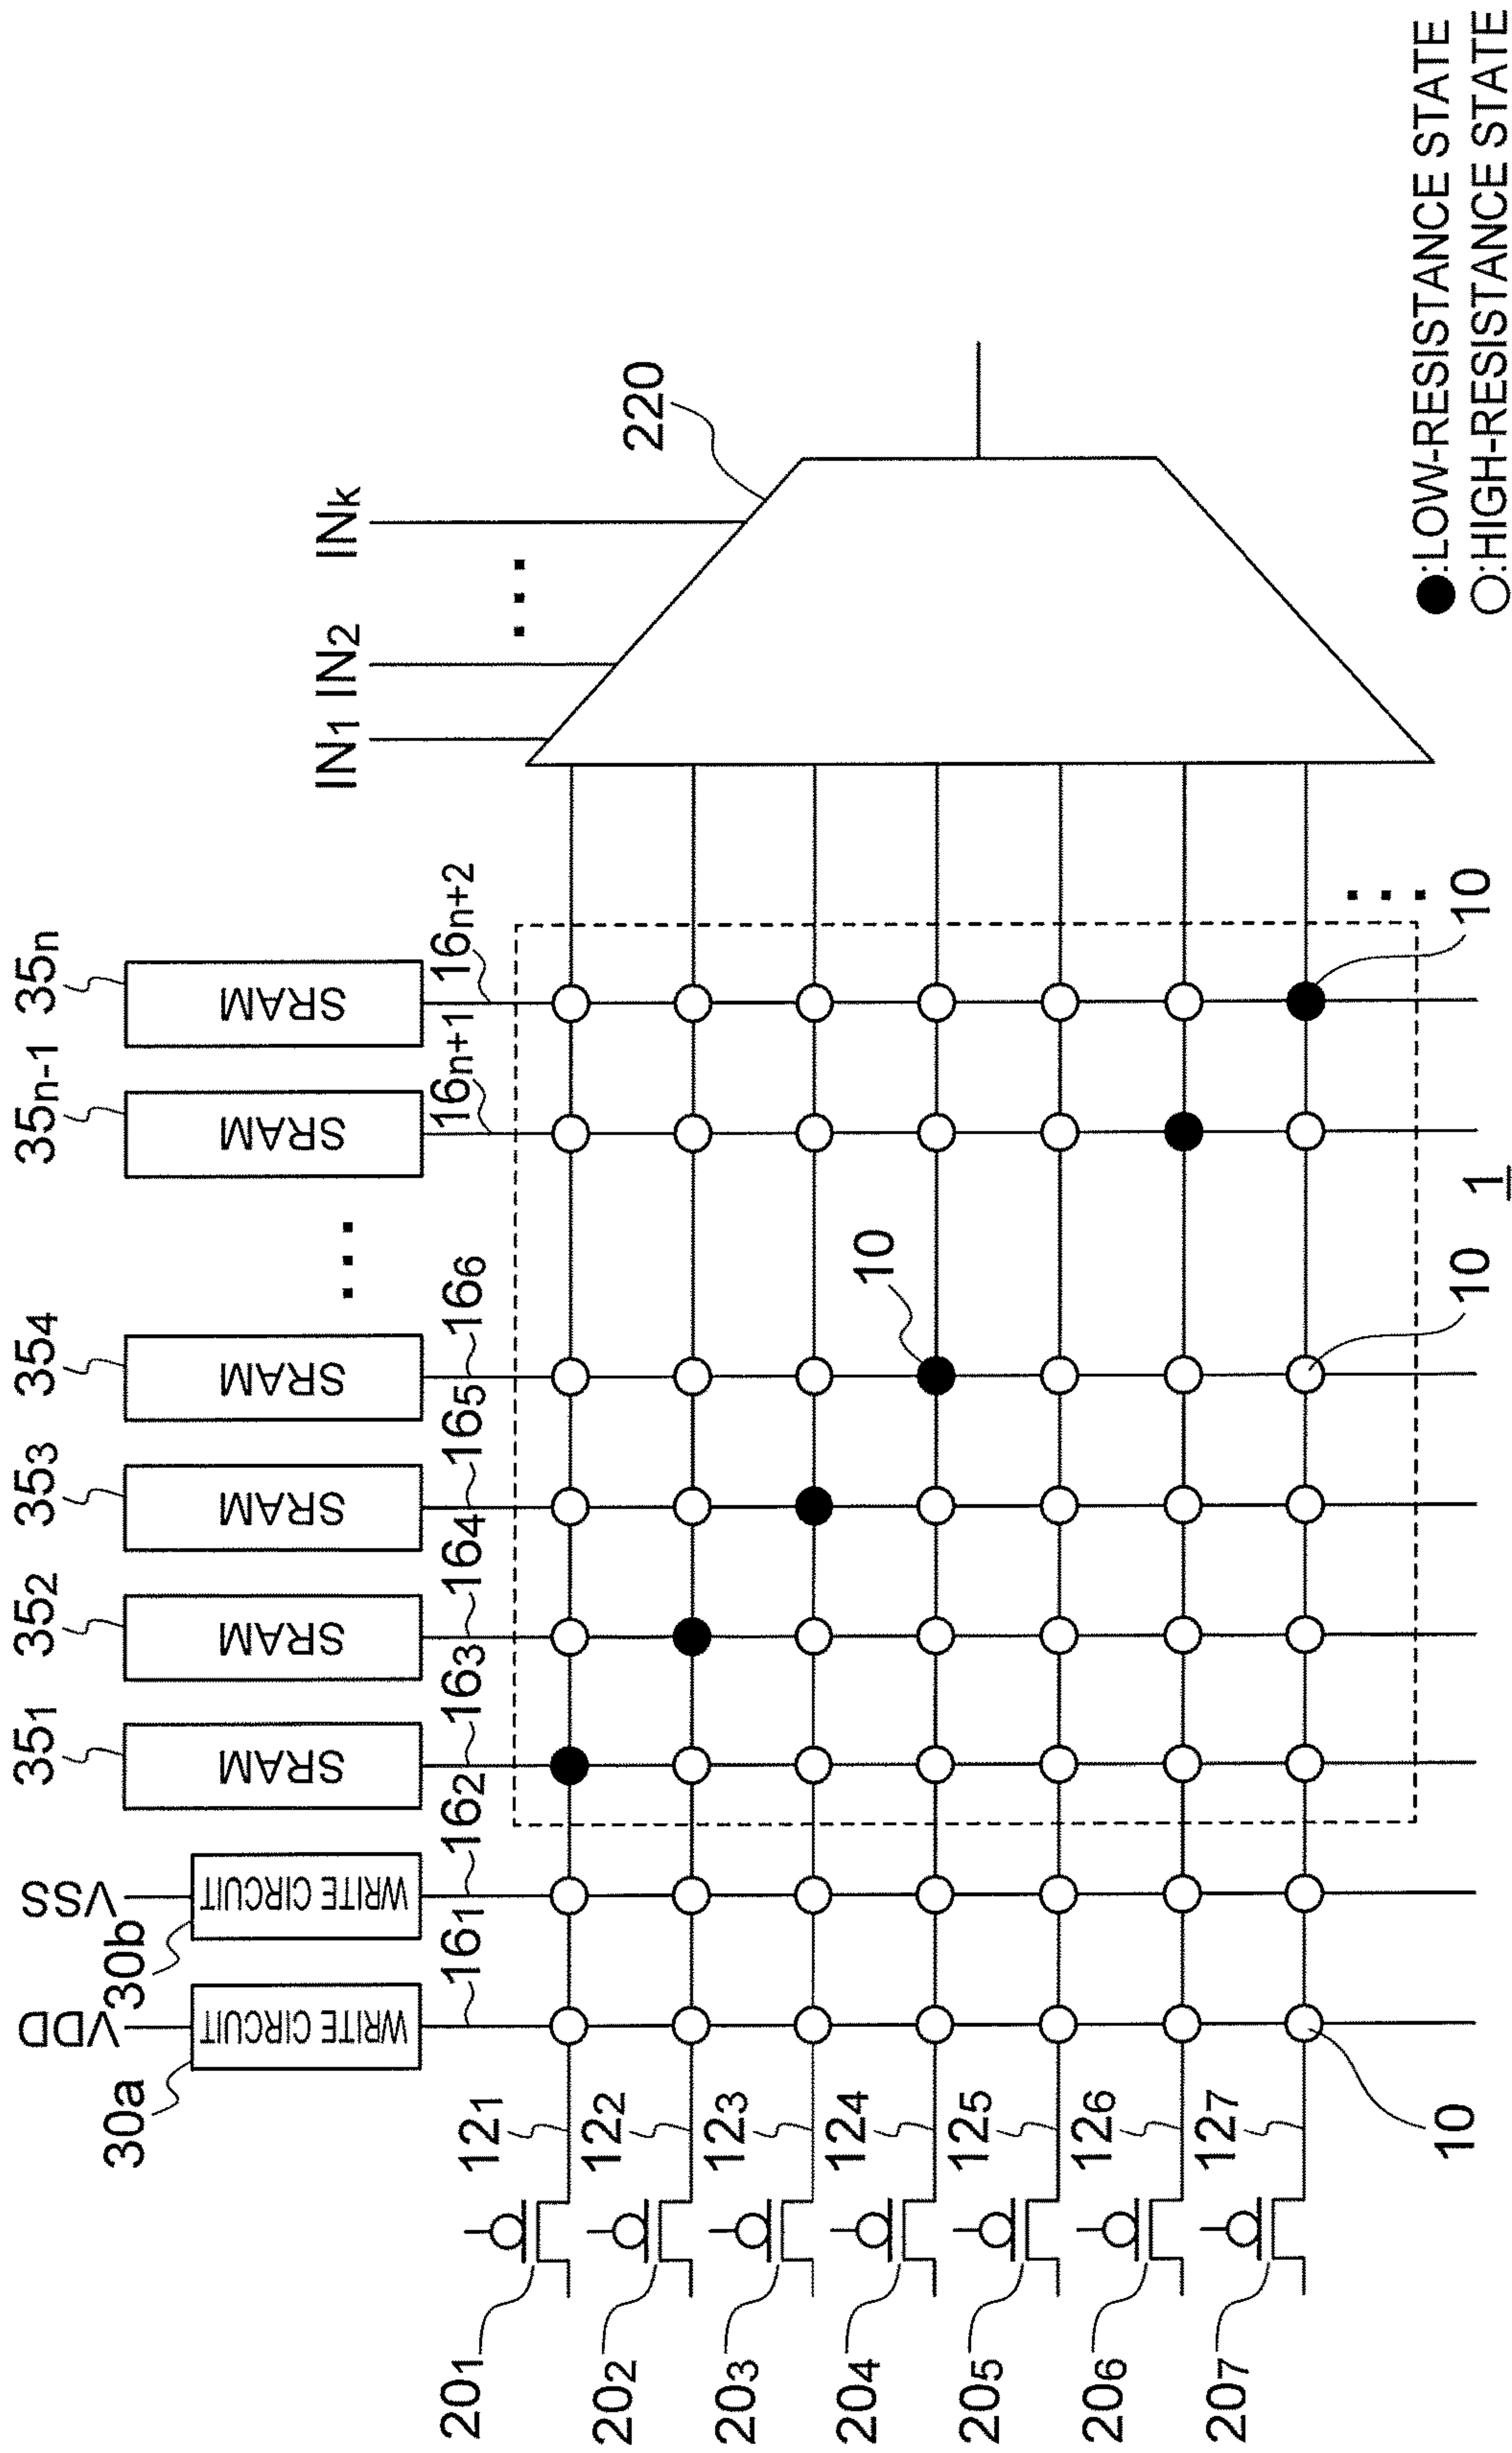 35₁ 35₂ 35₃ 35₄ 35ₙ₋₁ 35ₙ
VDD VSS SRAM SRAM SRAM SRAM ... SRAM SRAM
30a 30b
WRITE CIRCUIT WRITE CIRCUIT
16₁ 16₂ 16₃ 16₄ 16₅ 16₆ 16ₙ₊₁ 16ₙ₊₂
IN₁ IN₂ ... INₖ
220
20₁ 12₁
20₂ 12₂
20₃ 12₃
20₄ 12₄ 10
20₅ 12₅
20₆ 12₆
20₇ 12₇
...
10 10 10
1
●:LOW-RESISTANCE STATE
○:HIGH-RESISTANCE STATE